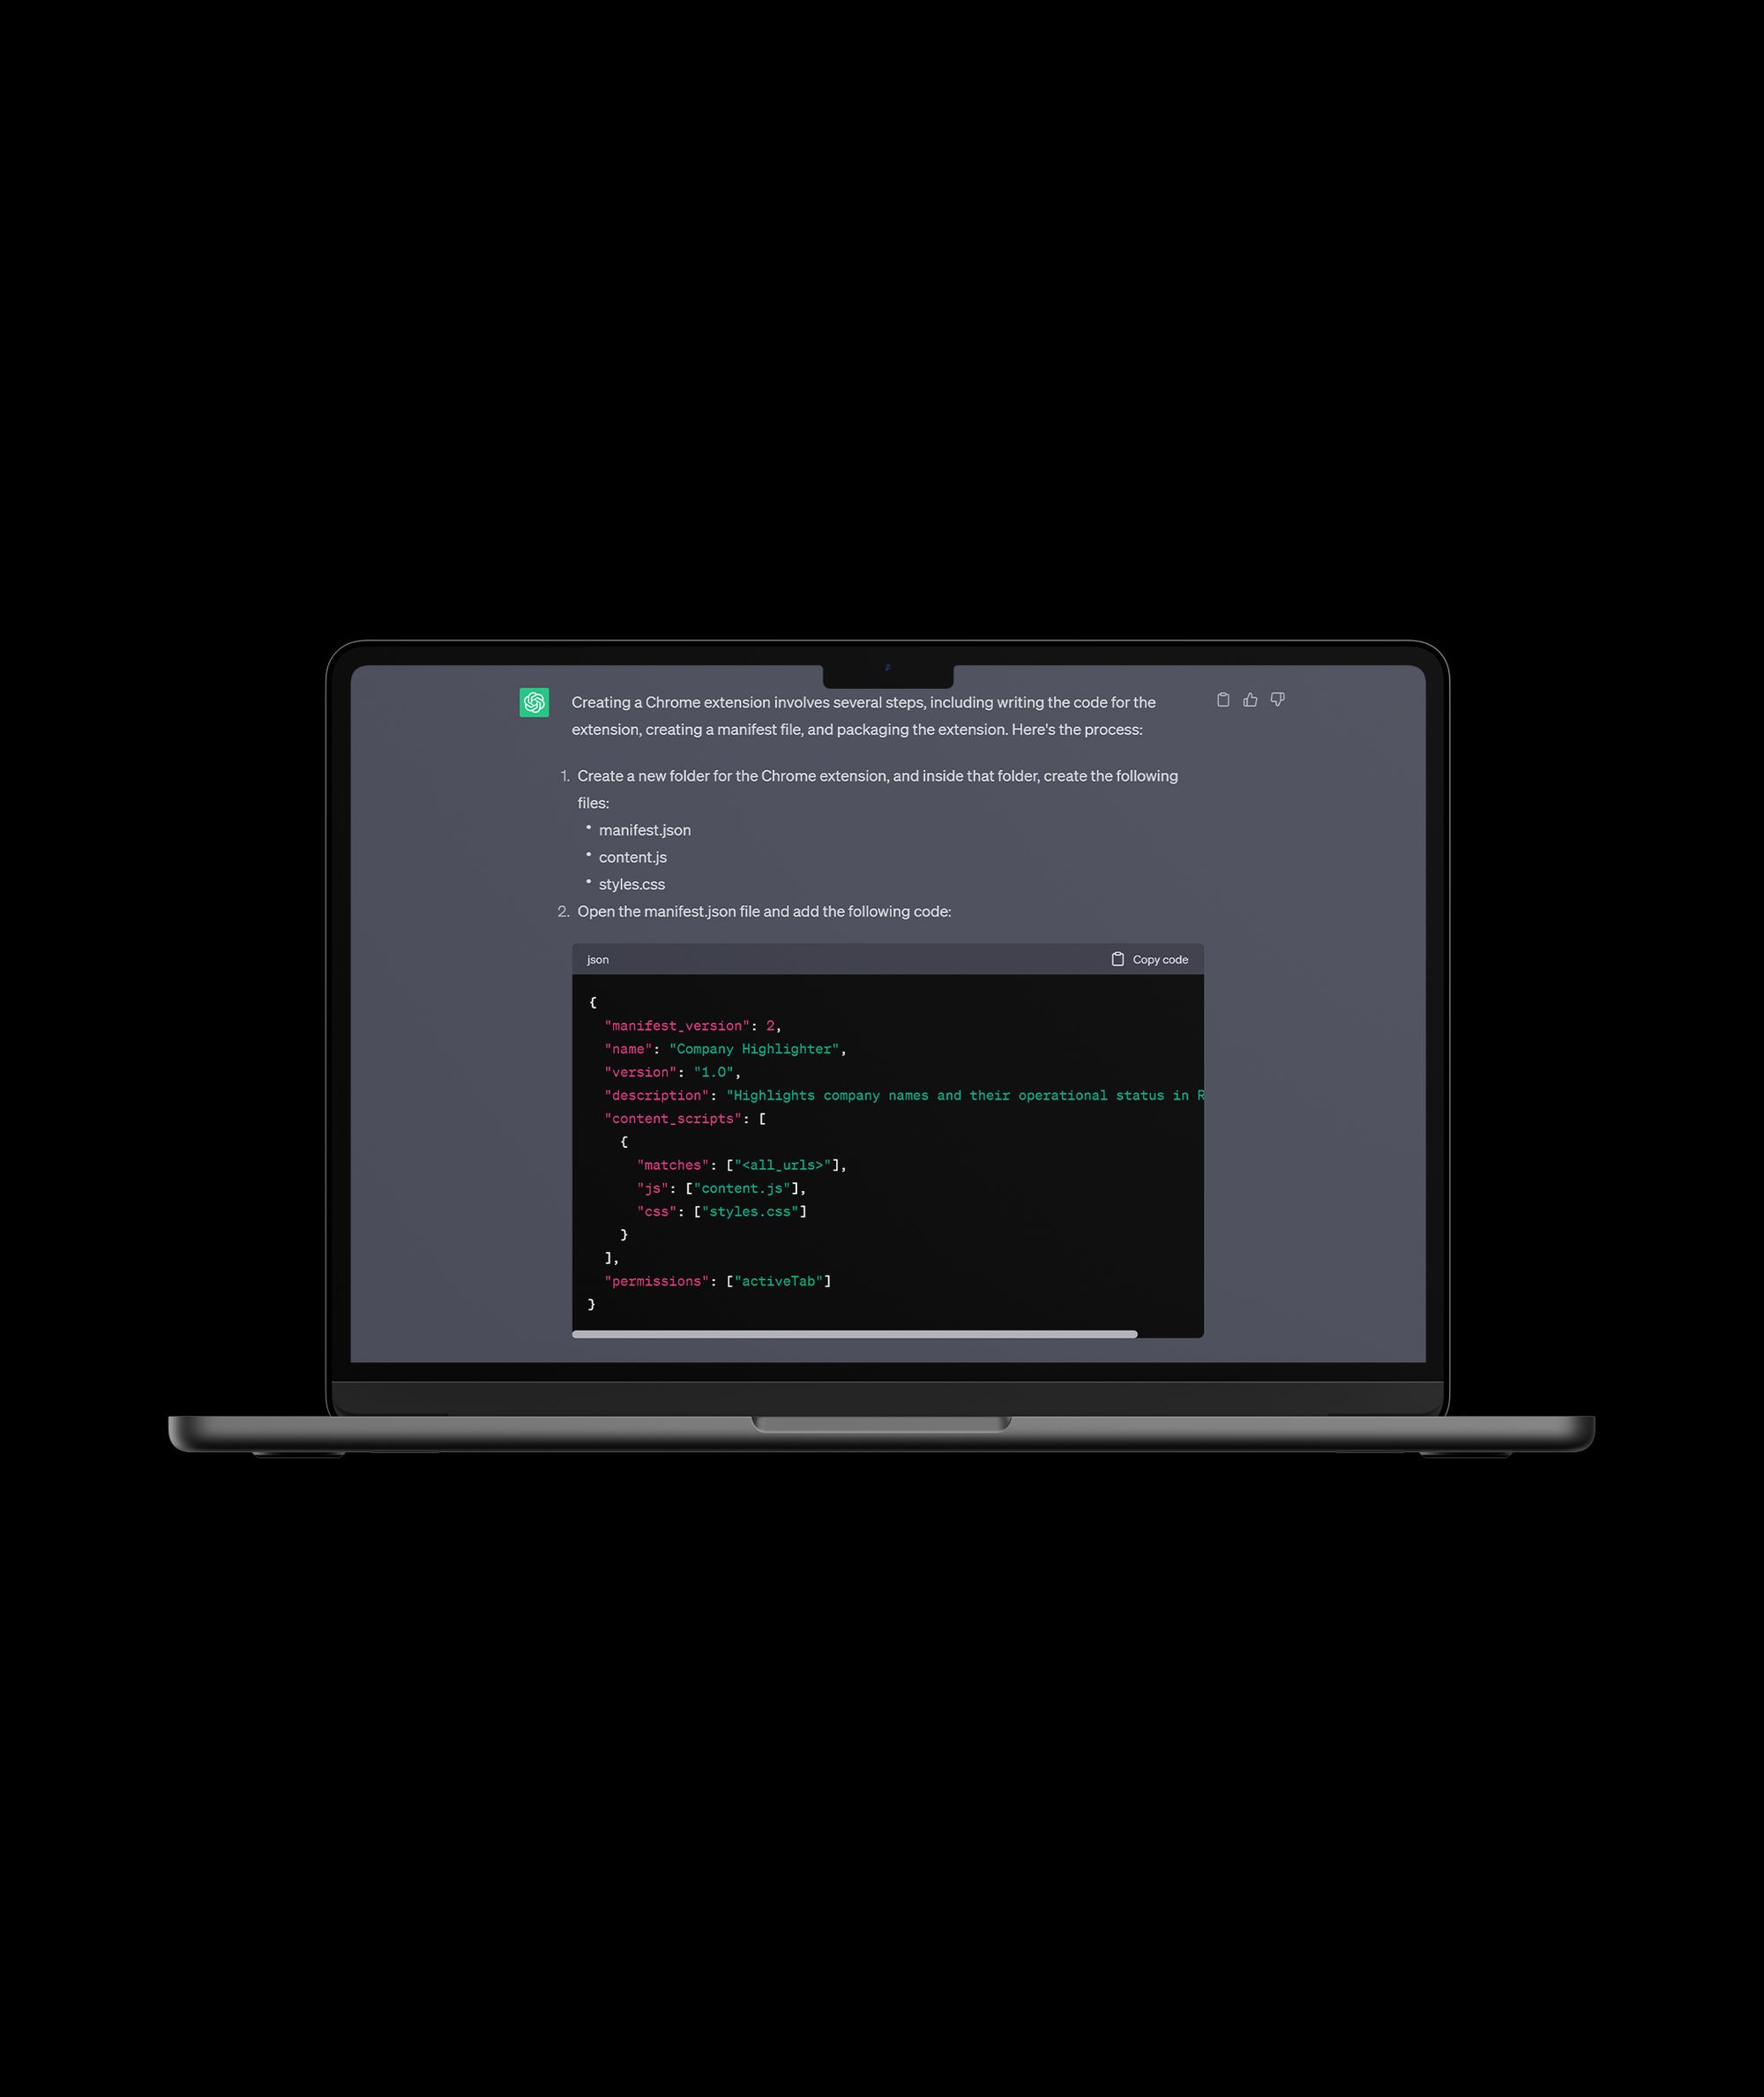 Creating a Chrome extension involves several steps, including writing the code for the
extension, creating a manifest file, and packaging the extension. Here's the process:
1. Create a new folder for the Chrome extension, and inside that folder, create the following
files:
• manifest.json
• content.js
• styles.css
2. Open the manifest.json file and add the following code:
json Copy code
{
"manifest_version": 2,
"name": "Company Highlighter",
"version": "1.0",
"description": "Highlights company names and their operational status in R
"content_scripts": [
{
"matches": ["<all_urls>"],
"js": ["content.js"],
"css": ["styles.css"]
}
],
"permissions": ["activeTab"]
}